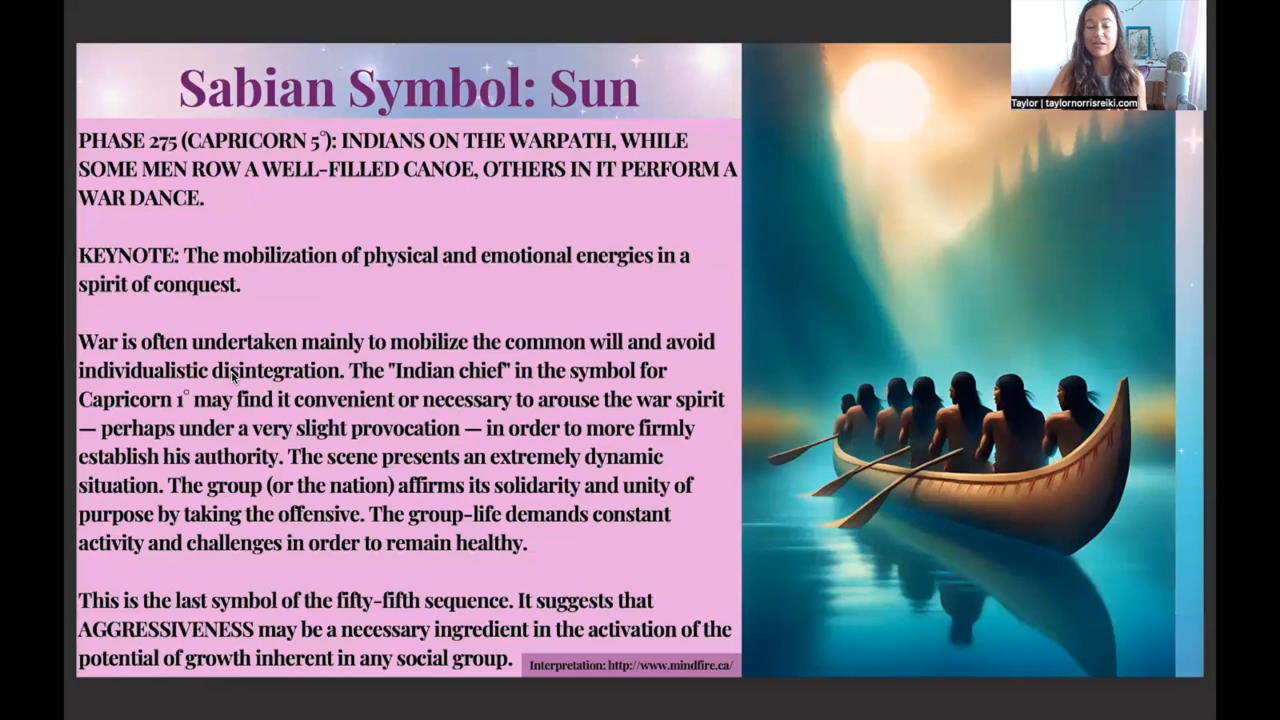 Sabian Symbol: Sun
PHASE 275 (CAPRICORN 5°): INDIANS ON THE WARPATH, WHILE
SOME MEN ROW A WELL-FILLED CANOE, OTHERS IN IT PERFORM A
WAR DANCE.
KEYNOTE: The mobilization of physical and emotional energies in a
spirit of conquest.
War is often undertaken mainly to mobilize the common will and avoid
individualistic disintegration. The "Indian chief" in the symbol for
Capricorn 1° may find it convenient or necessary to arouse the war spirit
— perhaps under a very slight provocation — in order to more firmly
establish his authority. The scene presents an extremely dynamic
situation. The group (or the nation) affirms its solidarity and unity of
purpose by taking the offensive. The group-life demands constant
activity and challenges in order to remain healthy.
This is the last symbol of the fifty-fifth sequence. It suggests that
AGGRESSIVENESS may be a necessary ingredient in the activation of the
potential of growth inherent in any social group.
Interpretation: http://www.mindfire.ca/
Taylor | taylornorrisreiki.com